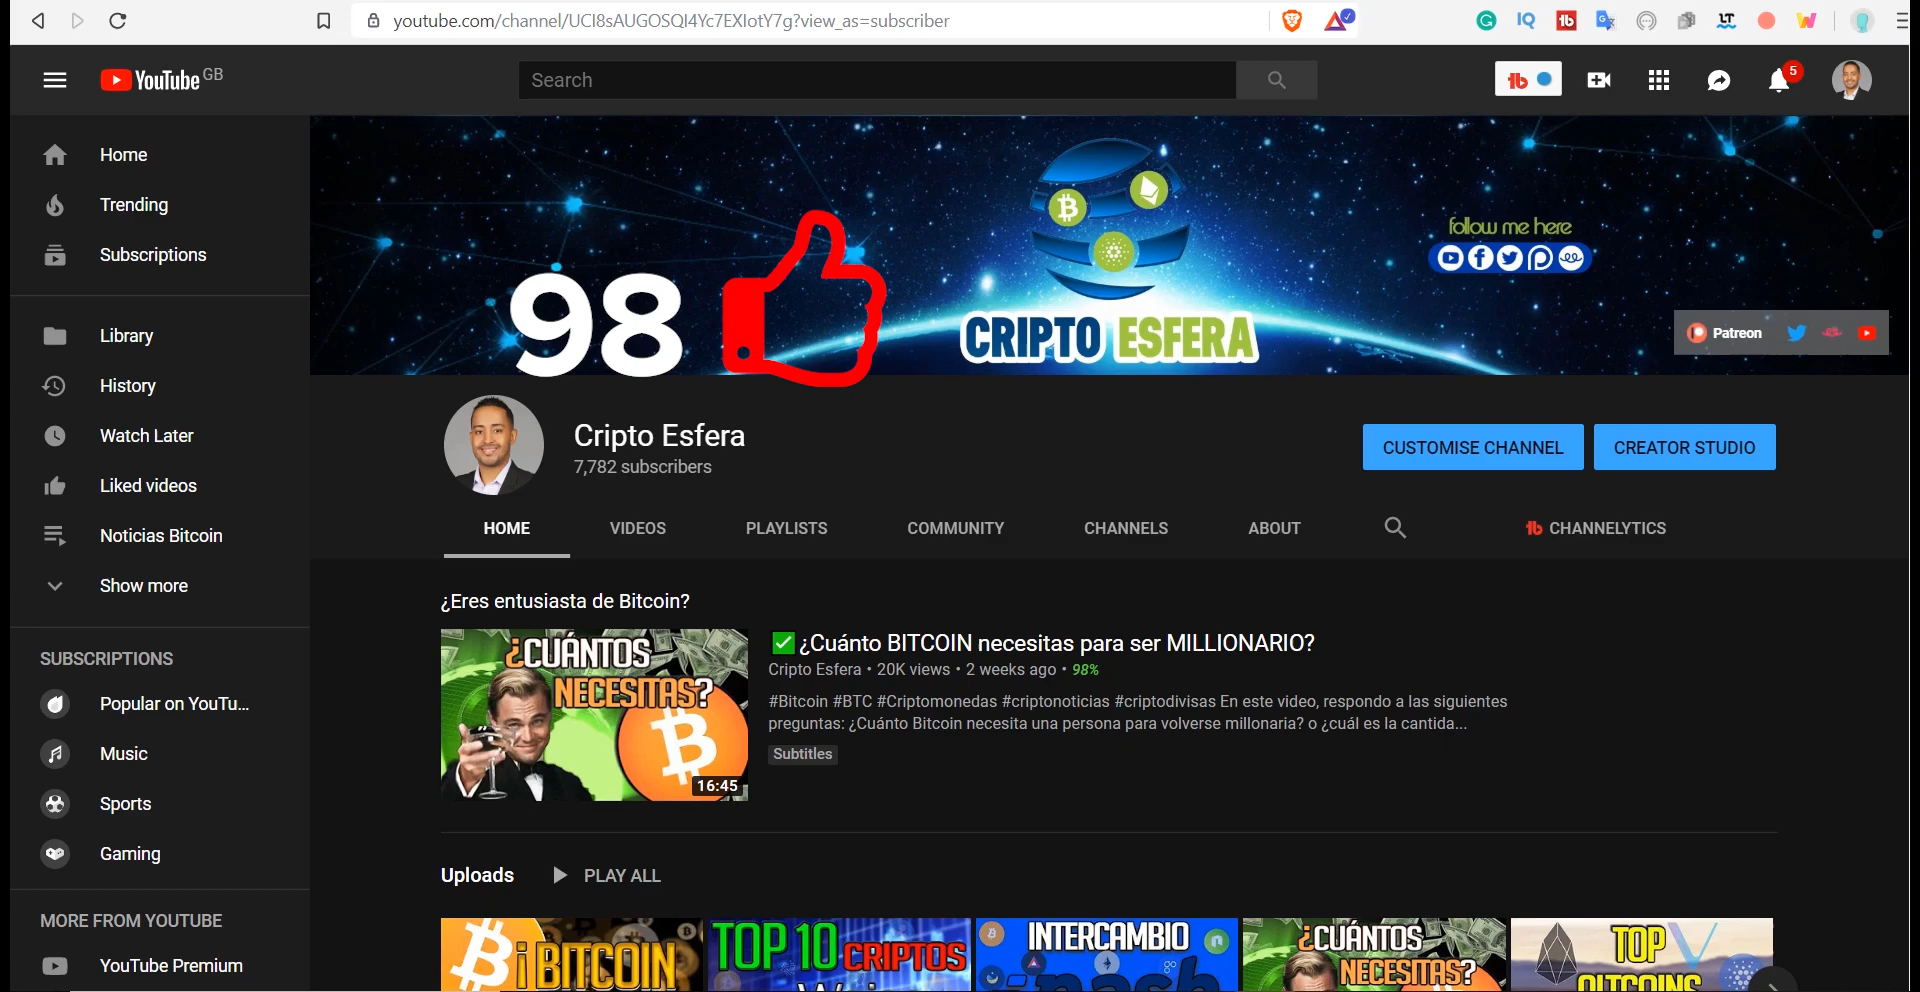 youtube.com/channel/UCI8sAUGOSQI4Yc7EXIotY7g?view_as=subscriber
YouTube GB
Search
5
Home
Trending
Subscriptions
Library
History
Watch Later
Liked videos
Noticias Bitcoin
Show more
SUBSCRIPTIONS
Popular on YouTu...
Music
Sports
Gaming
MORE FROM YOUTUBE
YouTube Premium
98
CRIPTO ESFERA
follow me here
Patreon
Cripto Esfera
7,782 subscribers
CUSTOMISE CHANNEL
CREATOR STUDIO
HOME VIDEOS PLAYLISTS COMMUNITY CHANNELS ABOUT CHANNELYTICS
¿Eres entusiasta de Bitcoin?
¿CUÁNTOS
NECESITAS?
16:45
✅ ¿Cuánto BITCOIN necesitas para ser MILLIONARIO?
Cripto Esfera • 20K views • 2 weeks ago • 98%
#Bitcoin #BTC #Criptomonedas #criptonoticias #criptodivisas En este video, respondo a las siguientes
preguntas: ¿Cuánto Bitcoin necesita una persona para volverse millonaria? o ¿cuál es la cantida...
Subtitles
Uploads PLAY ALL
¡BITCOIN
TOP 10 CRIPTOS
INTERCAMBIO
¿CUÁNTOS
NECESITAS?
TOP